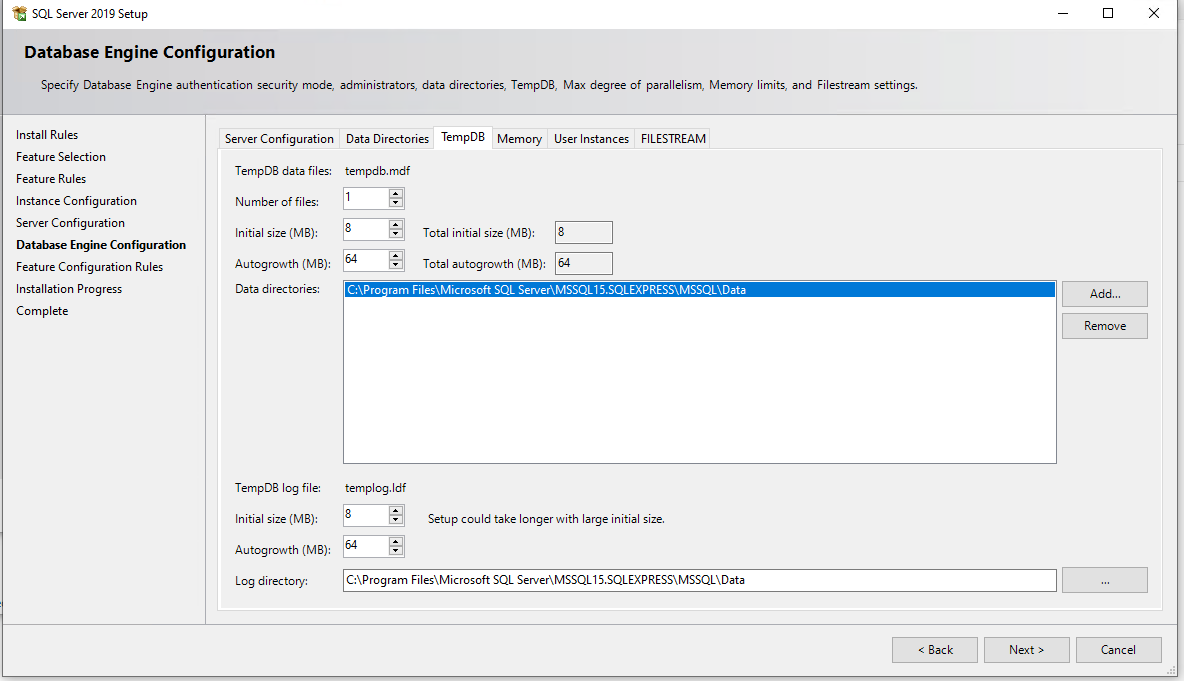 SQL Server 2019 Setup
Database Engine Configuration
Specify Database Engine authentication security mode, administrators, data directories, TempDB, Max degree of parallelism, Memory limits, and Filestream settings.
Install Rules
Feature Selection
Feature Rules
Instance Configuration
Server Configuration
Database Engine Configuration
Feature Configuration Rules
Installation Progress
Complete
Server Configuration Data Directories TempDB Memory User Instances FILESTREAM
TempDB data files: tempdb.mdf
Number of files: 1
Initial size (MB): 8 Total initial size (MB): 8
Autogrowth (MB): 64 Total autogrowth (MB): 64
Data directories: C:\Program Files\Microsoft SQL Server\MSSQL15.SQLEXPRESS\MSSQL\Data
Add...
Remove
TempDB log file: templog.ldf
Initial size (MB): 8 Setup could take longer with large initial size.
Autogrowth (MB): 64
Log directory: C:\Program Files\Microsoft SQL Server\MSSQL15.SQLEXPRESS\MSSQL\Data ...
< Back Next > Cancel